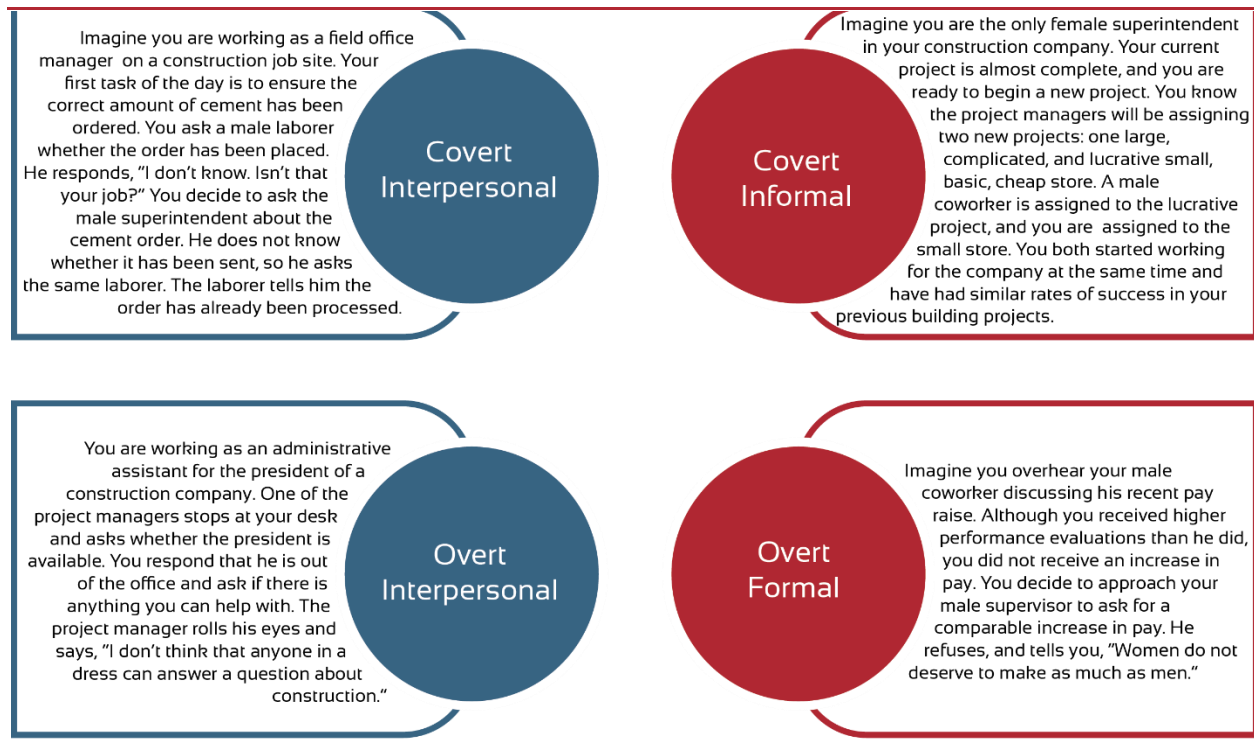 Imagine you are working as a field office
manager on a construction job site. Your
first task of the day is to ensure the
correct amount of cement has been
ordered. You ask a male laborer
whether the order has been placed.
He responds, "I don't know. Isn't that
your job?" You decide to ask the
male superintendent about the
cement order. He does not know
whether it has been sent, so he asks
the same laborer. The laborer tells him the
order has already been processed.
Covert
Interpersonal
Covert
Informal
Imagine you are the only female superintendent
in your construction company. Your current
project is almost complete, and you are
ready to begin a new project. You know
the project managers will be assigning
two new projects: one large,
complicated, and lucrative small,
basic, cheap store. A male
coworker is assigned to the lucrative
project, and you are assigned to the
small store. You both started working
for the company at the same time and
have had similar rates of success in your
previous building projects.
You are working as an administrative
assistant for the president of a
construction company. One of the
project managers stops at your desk
and asks whether the president is
available. You respond that he is out
of the office and ask if there is
anything you can help with. The
project manager rolls his eyes and
says, "I don't think that anyone in a
dress can answer a question about
construction."
Overt
Interpersonal
Overt
Formal
Imagine you overhear your male
coworker discussing his recent pay
raise. Although you received higher
performance evaluations than he did,
you did not receive an increase in
pay. You decide to approach your
male supervisor to ask for a
comparable increase in pay. He
refuses, and tells you, "Women do not
deserve to make as much as men."